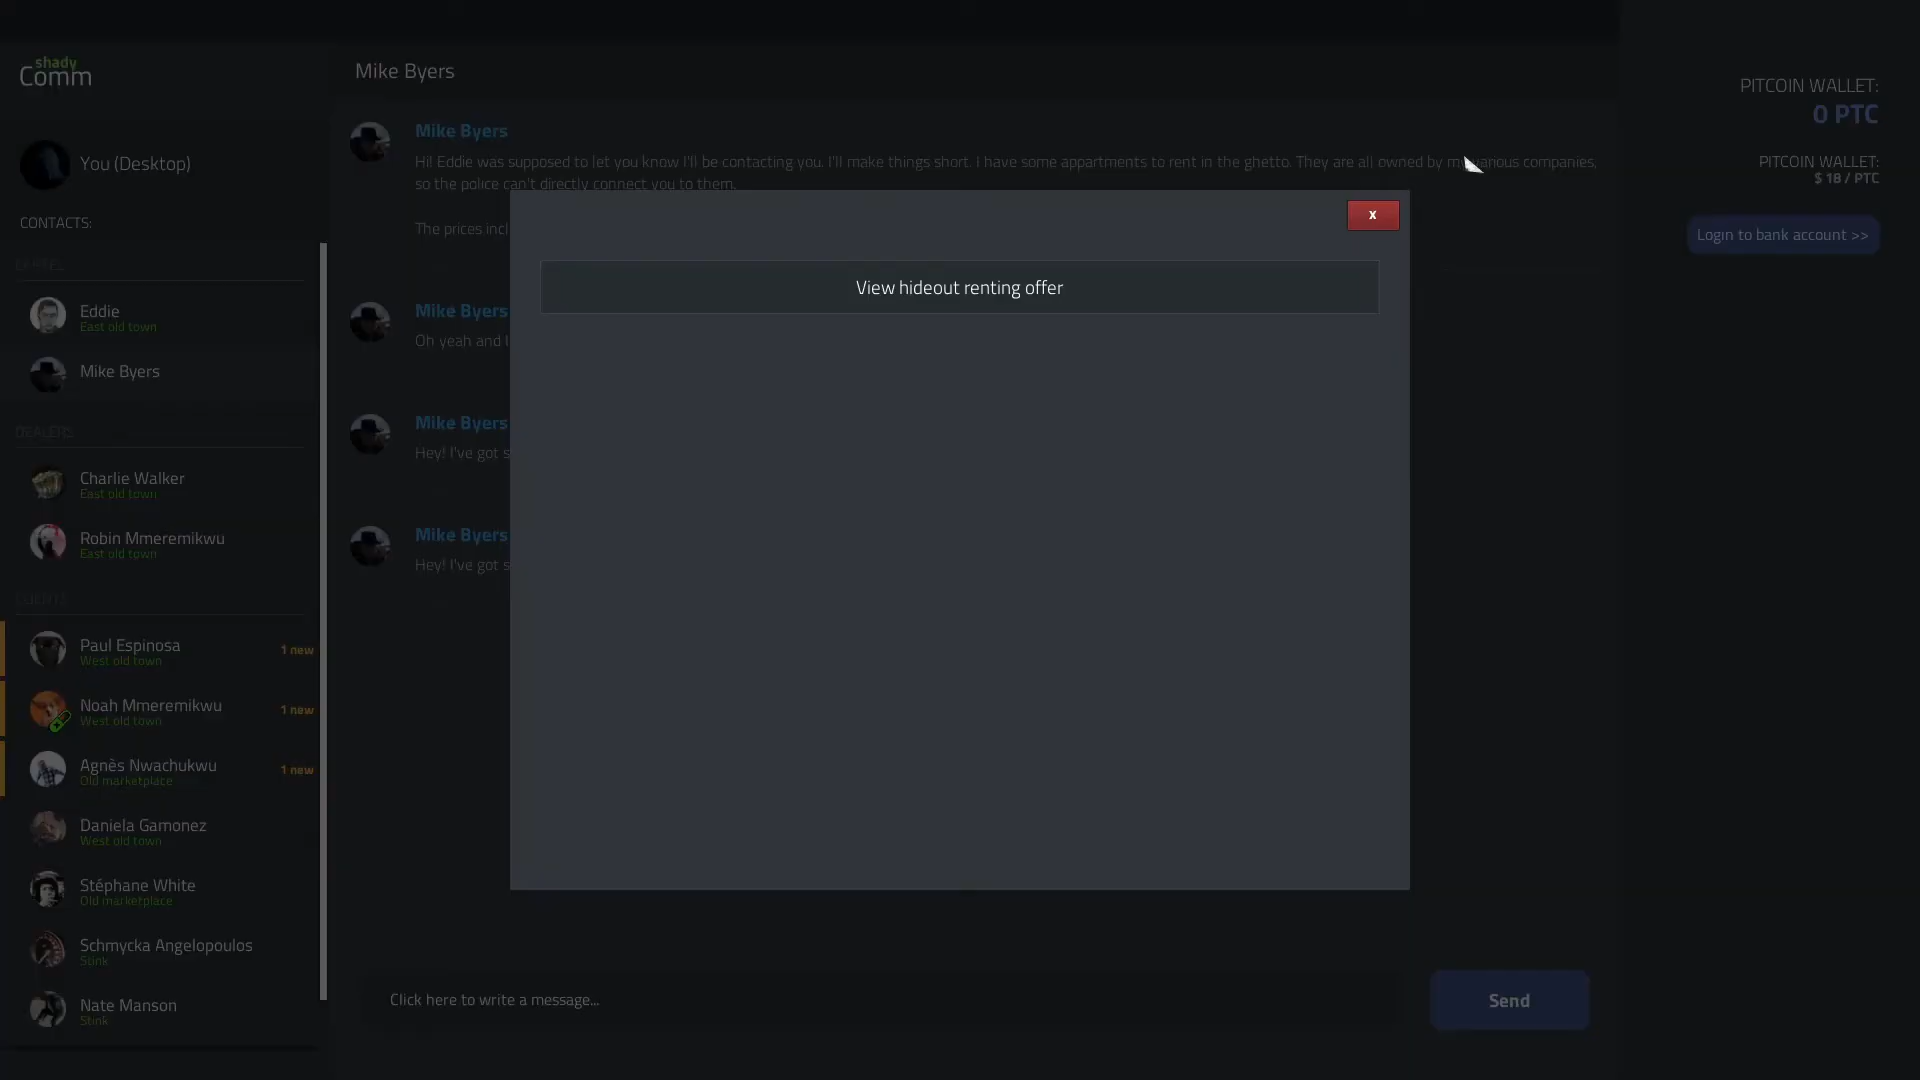 shady
Comm
You (Desktop)
CONTACTS:
Eddie
East old town
Mike Byers
DEALERS
Charlie Walker
East old town
Robin Mmeremikwu
East old town
CLIENTS
Paul Espinosa
West old town
1 new
Noah Mmeremikwu
West old town
1 new
Agnès Nwachukwu
Old marketplace
1 new
Daniela Gamonez
West old town
Stéphane White
Old marketplace
Schmycka Angelopoulos
Stink
Nate Manson
Stink
Mike Byers
Mike Byers
Hi! Eddie was supposed to let you know I'll be contacting you. I'll make things short. I have some appartments to rent in the ghetto. They are all owned by my various companies,
so the police can't directly connect you to them.
The prices incl
Mike Byers
Oh yeah and I
Mike Byers
Hey! I've got s
Mike Byers
Hey! I've got s
x
View hideout renting offer
Click here to write a message...
Send
PITCOIN WALLET:
0 PTC
PITCOIN WALLET:
$ 18 / PTC
Login to bank account >>